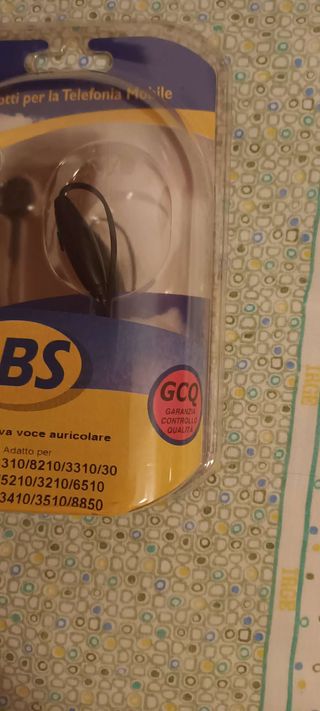 otti per la Telefonia Mobile
BS
GCQ
GARANZIA
CONTROLLO
QUALITÀ
va voce auricolare
Adatto per
310/8210/3310/30
/5210/3210/6510
3410/3510/8850